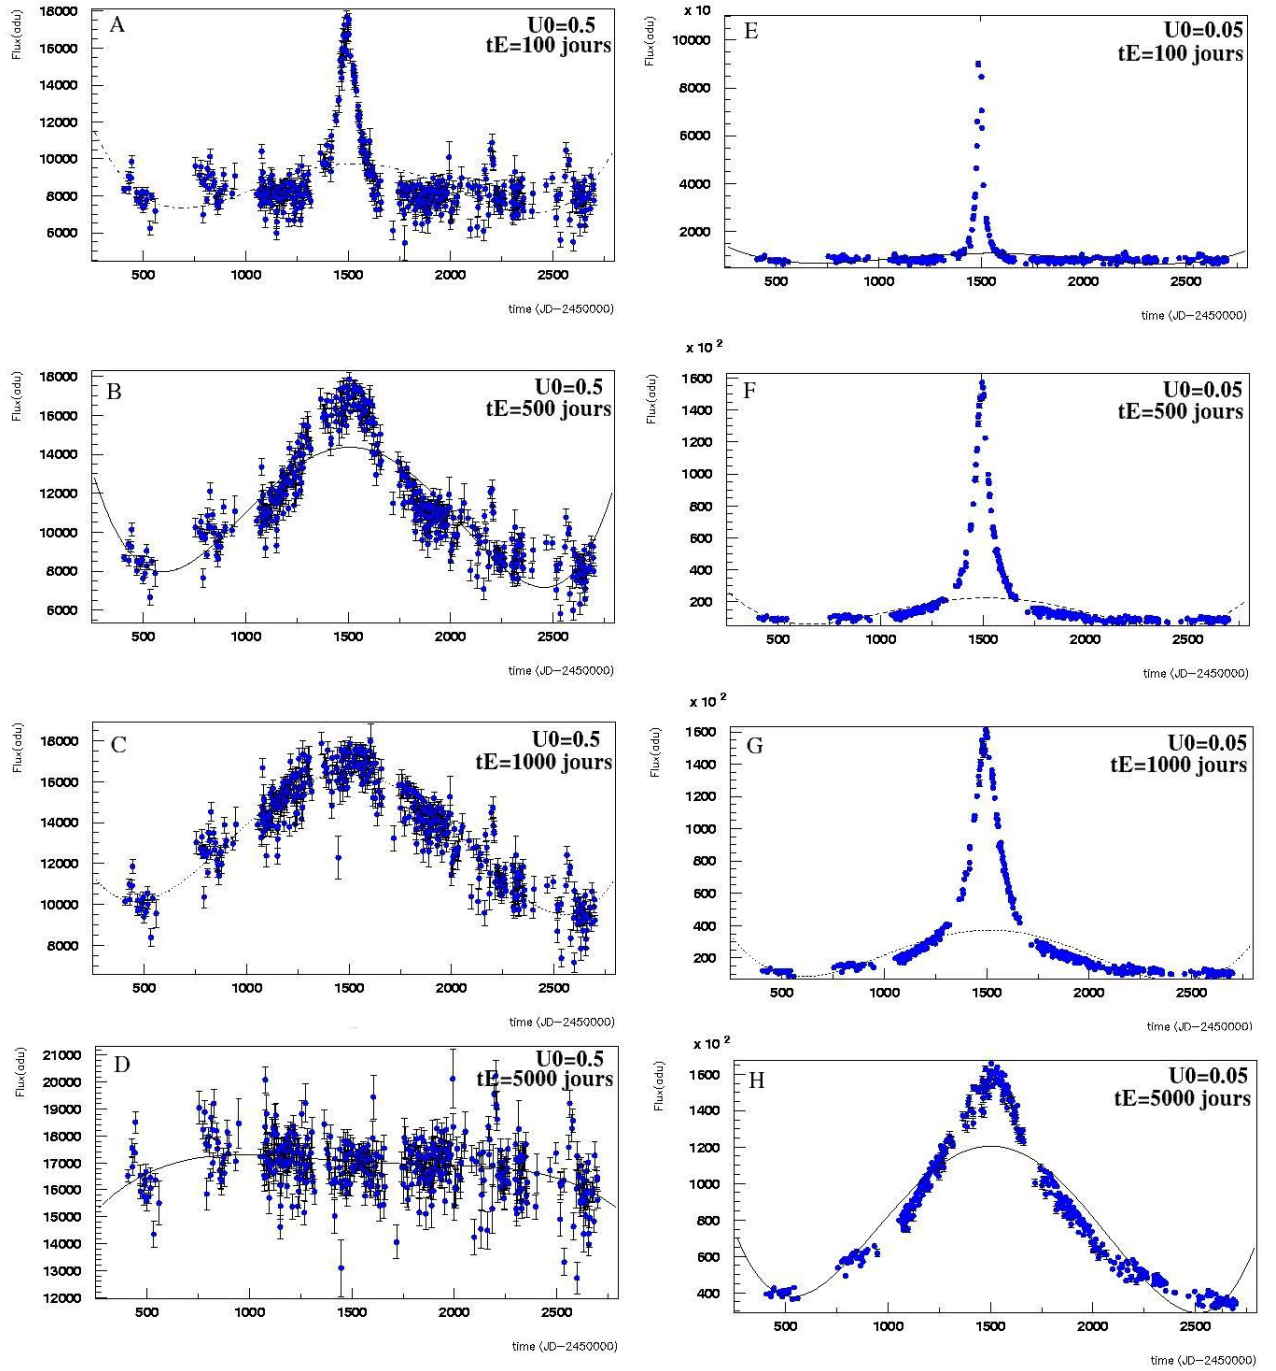 A
U0=0.5
tE=100 jours
Flux(adu)
18000
16000
14000
12000
10000
8000
6000
500
1000
1500
2000
2500
time (JD-2450000)
E
U0=0.05
tE=100 jours
x 10
Flux(adu)
10000
8000
6000
4000
2000
500
1000
1500
2000
2500
time (JD-2450000)
B
U0=0.5
tE=500 jours
Flux(adu)
18000
16000
14000
12000
10000
8000
6000
500
1000
1500
2000
2500
time (JD-2450000)
F
U0=0.05
tE=500 jours
x 10 2
Flux(adu)
1600
1400
1200
1000
800
600
400
200
500
1000
1500
2000
2500
time (JD-2450000)
C
U0=0.5
tE=1000 jours
Flux(adu)
18000
16000
14000
12000
10000
8000
500
1000
1500
2000
2500
time (JD-2450000)
G
U0=0.05
tE=1000 jours
x 10 2
Flux(adu)
1600
1400
1200
1000
800
600
400
200
500
1000
1500
2000
2500
time (JD-2450000)
D
U0=0.5
tE=5000 jours
Flux(adu)
21000
20000
19000
18000
17000
16000
15000
14000
13000
12000
500
1000
1500
2000
2500
time (JD-2450000)
H
U0=0.05
tE=5000 jours
x 10 2
Flux(adu)
1600
1400
1200
1000
800
600
400
500
1000
1500
2000
2500
time (JD-2450000)